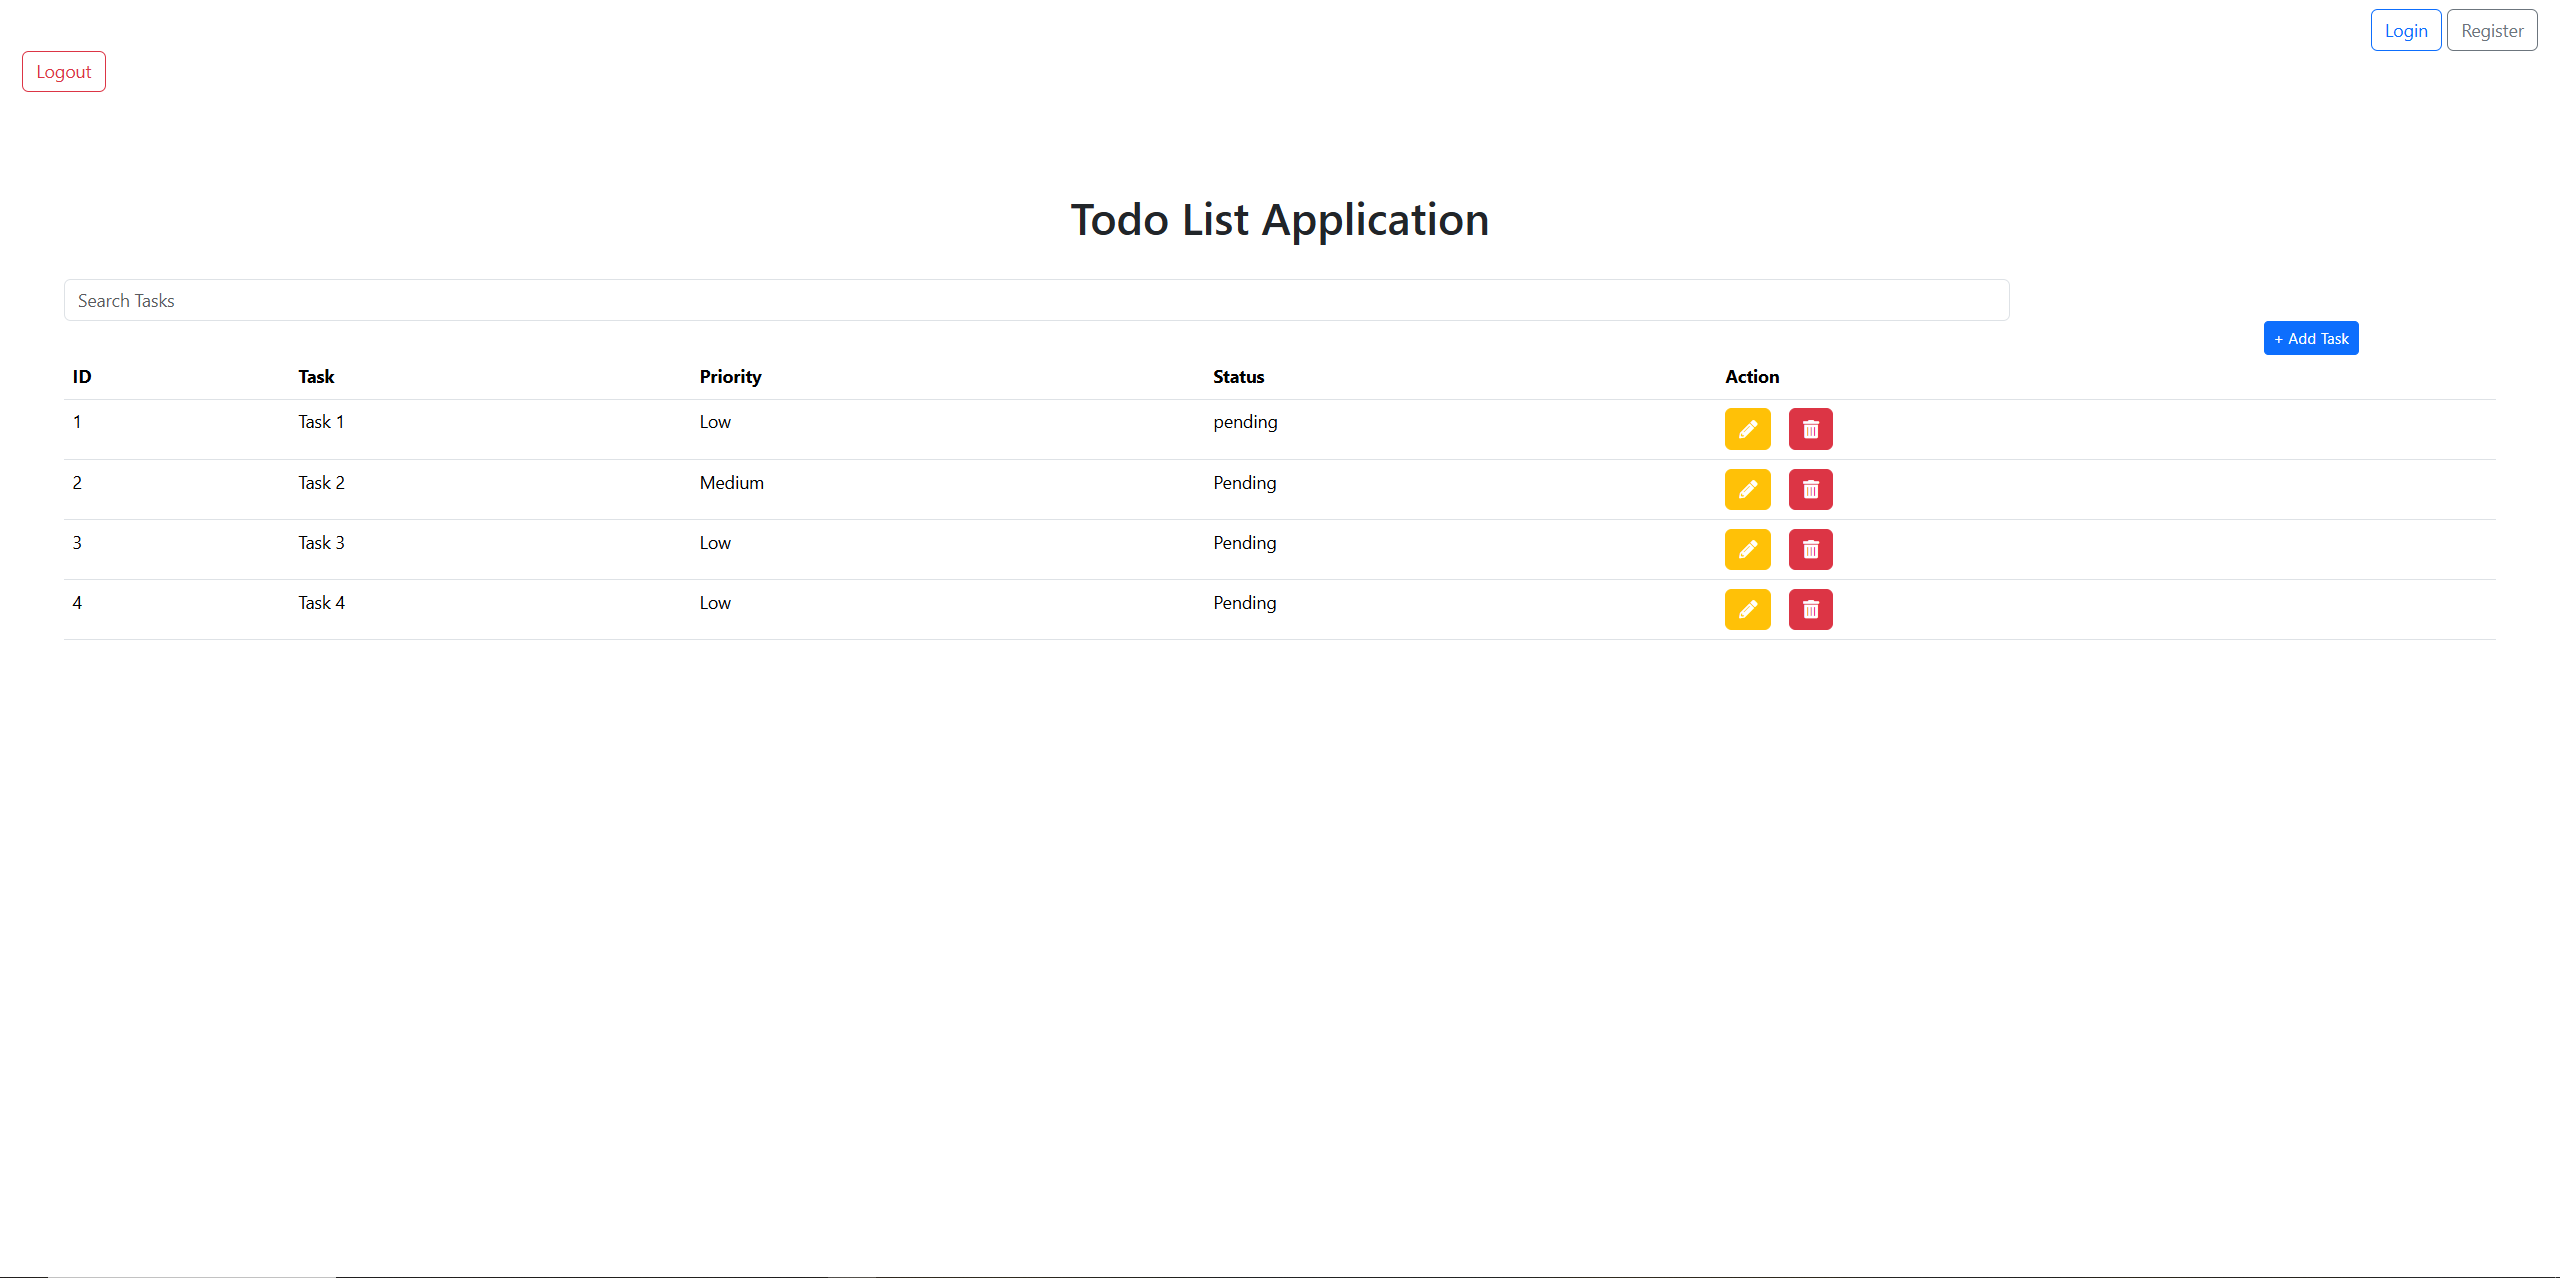 Login Register
Logout
Todo List Application
Search Tasks
+ Add Task
ID Task Priority Status Action
1 Task 1 Low pending
2 Task 2 Medium Pending
3 Task 3 Low Pending
4 Task 4 Low Pending